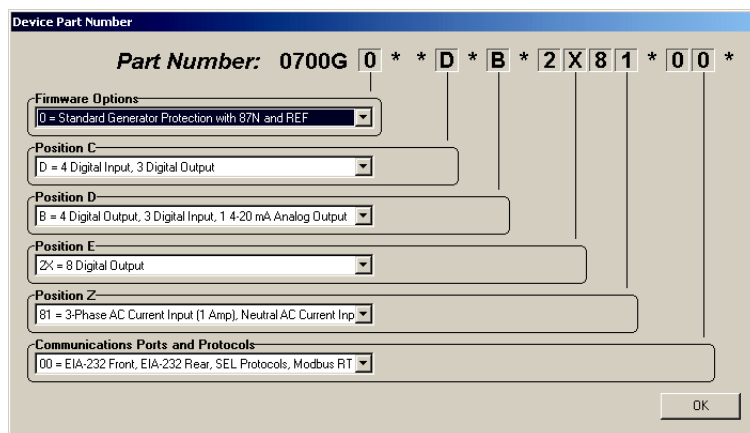 Device Part Number
Part Number: 0700G 0 * * D * B * 2 X 8 1 * 0 0 *
Firmware Options
0 = Standard Generator Protection with 87N and REF
Position C
D = 4 Digital Input, 3 Digital Output
Position D
B = 4 Digital Output, 3 Digital Input, 1 4-20 mA Analog Output
Position E
2X = 8 Digital Output
Position Z
81 = 3-Phase AC Current Input (1 Amp), Neutral AC Current Inp
Communications Ports and Protocols
00 = EIA-232 Front, EIA-232 Rear, SEL Protocols, Modbus RT
OK